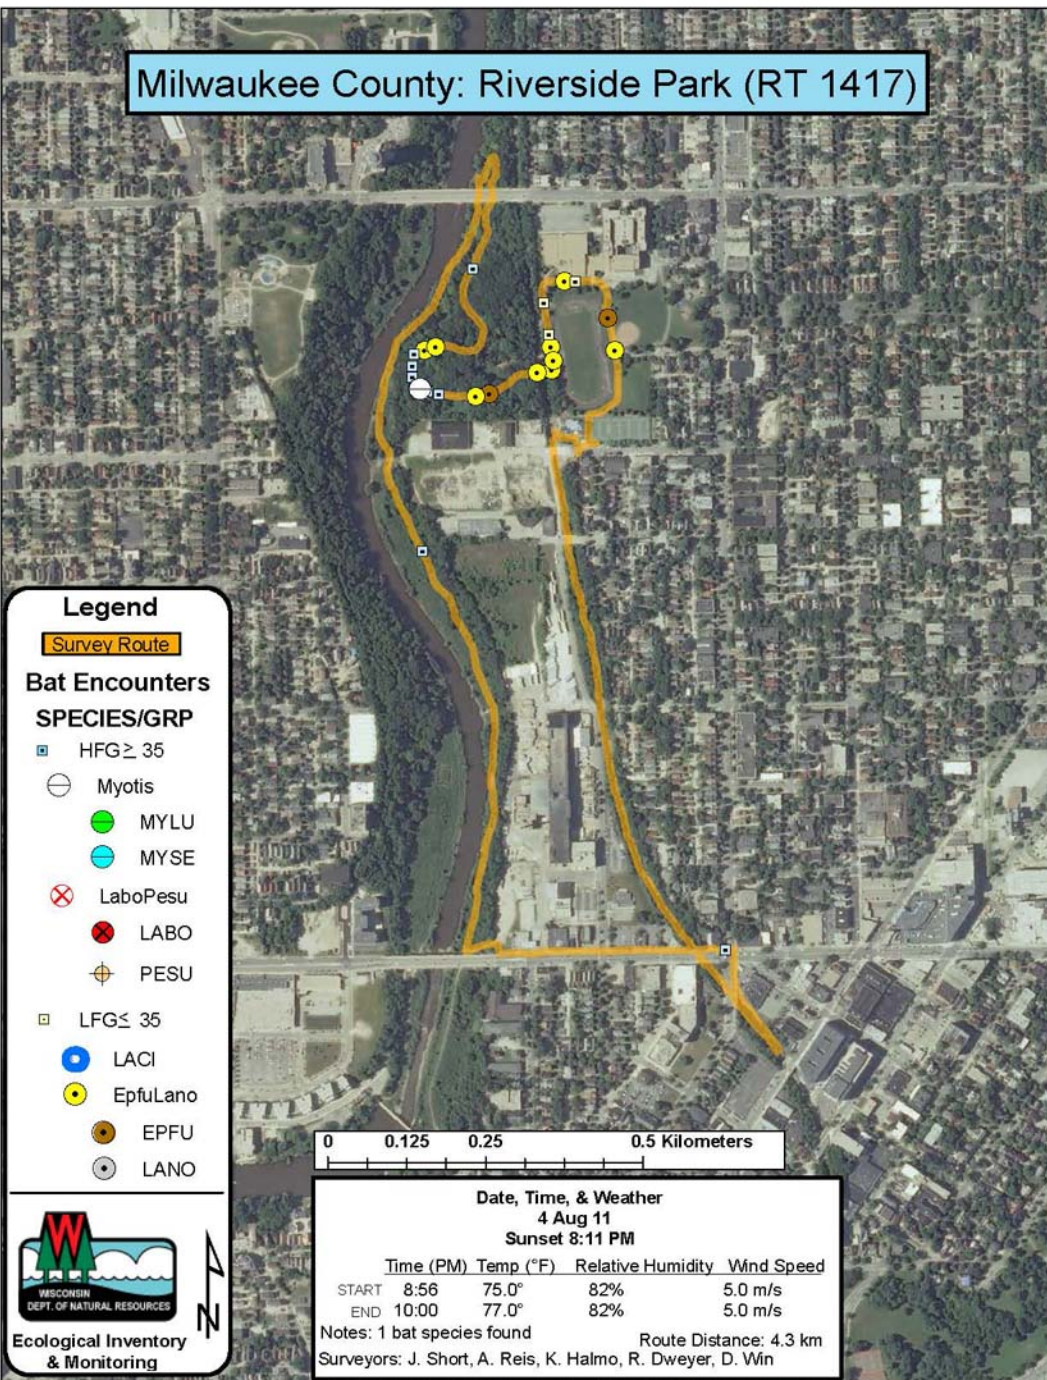 Milwaukee County: Riverside Park (RT 1417)
Legend
Survey Route
Bat Encounters
SPECIES/GRP
HFG ≥ 35
Myotis
MYLU
MYSE
LaboPesu
LABO
PESU
LFG ≤ 35
LACI
EpfuLano
EPFU
LANO
W
WISCONSIN
DEPT. OF NATURAL RESOURCES
N
Ecological Inventory
& Monitoring
0 0.125 0.25 0.5 Kilometers
Date, Time, & Weather
4 Aug 11
Sunset 8:11 PM
Time (PM) Temp (°F) Relative Humidity Wind Speed
START 8:56 75.0° 82% 5.0 m/s
END 10:00 77.0° 82% 5.0 m/s
Notes: 1 bat species found
Route Distance: 4.3 km
Surveyors: J. Short, A. Reis, K. Halmo, R. Dweyer, D. Win